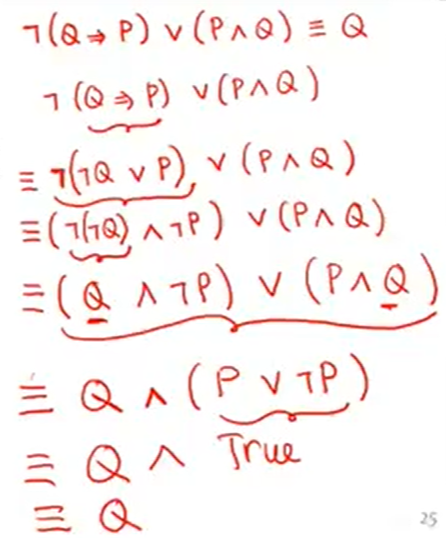 ¬(Q ⇒ P) ∨ (P ∧ Q) ≡ Q
¬(Q ⇒ P) ∨ (P ∧ Q)
≡ ¬(¬Q ∨ P) ∨ (P ∧ Q)
≡ (¬(¬Q) ∧ ¬P) ∨ (P ∧ Q)
≡ (Q ∧ ¬P) ∨ (P ∧ Q)
≡ Q ∧ (P ∨ ¬P)
≡ Q ∧ True
≡ Q
25